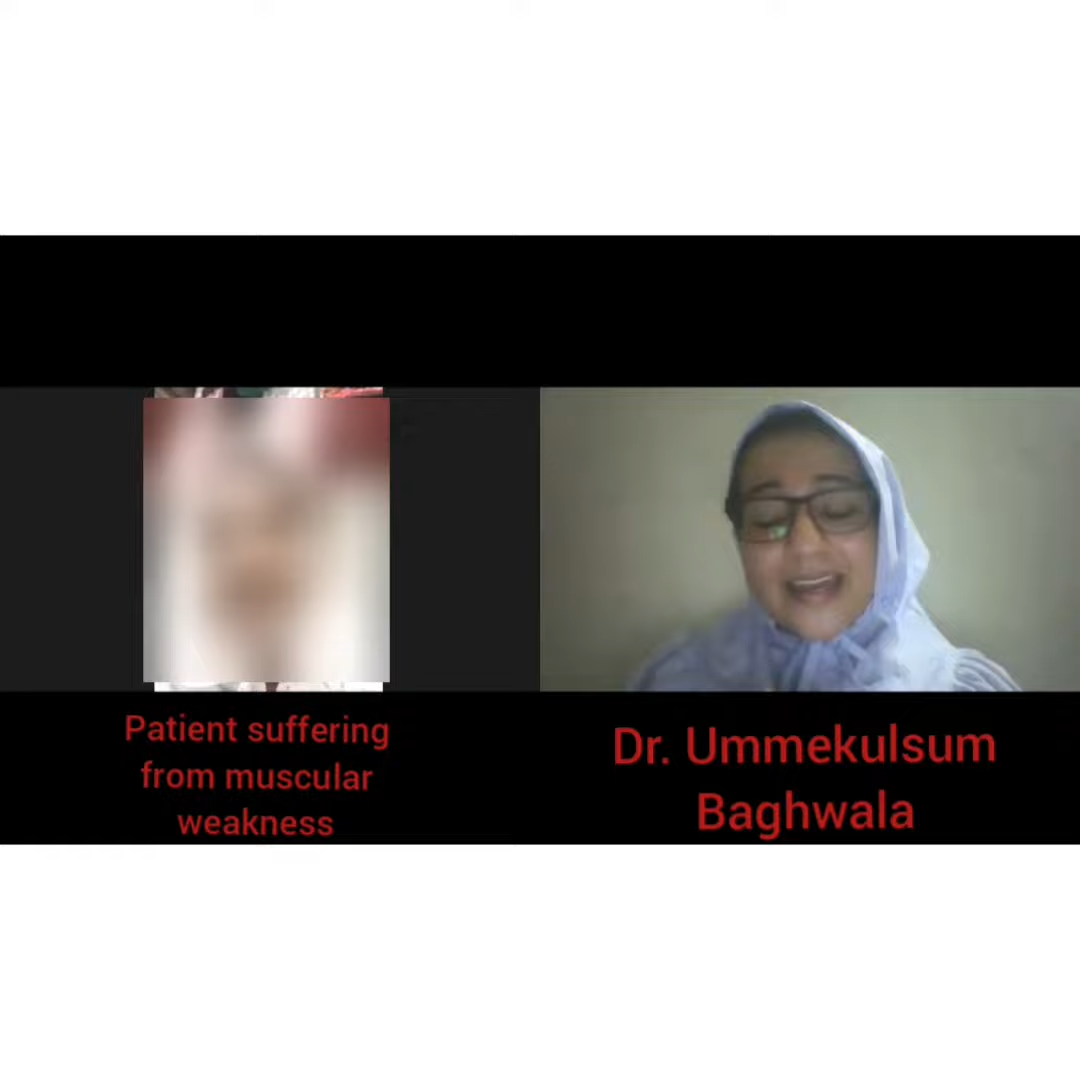 Patient suffering
from muscular
weakness
Dr. Ummekulsum
Baghwala